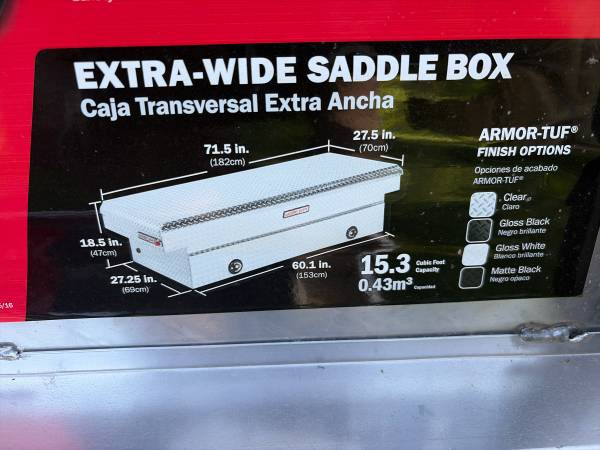 EXTRA-WIDE SADDLE BOX
Caja Transversal Extra Ancha
71.5 in.
(182cm)
27.5 in.
(70cm)
18.5 in.
(47cm)
27.25 in.
(69cm)
60.1 in.
(153cm)
15.3 Cubic Foot Capacity
0.43m³ Capacidad
ARMOR-TUF®
FINISH OPTIONS
Opciones de acabado
ARMOR-TUF®
Clear
Claro
Gloss Black
Negro brillante
Gloss White
Blanco brillante
Matte Black
Negro opaco